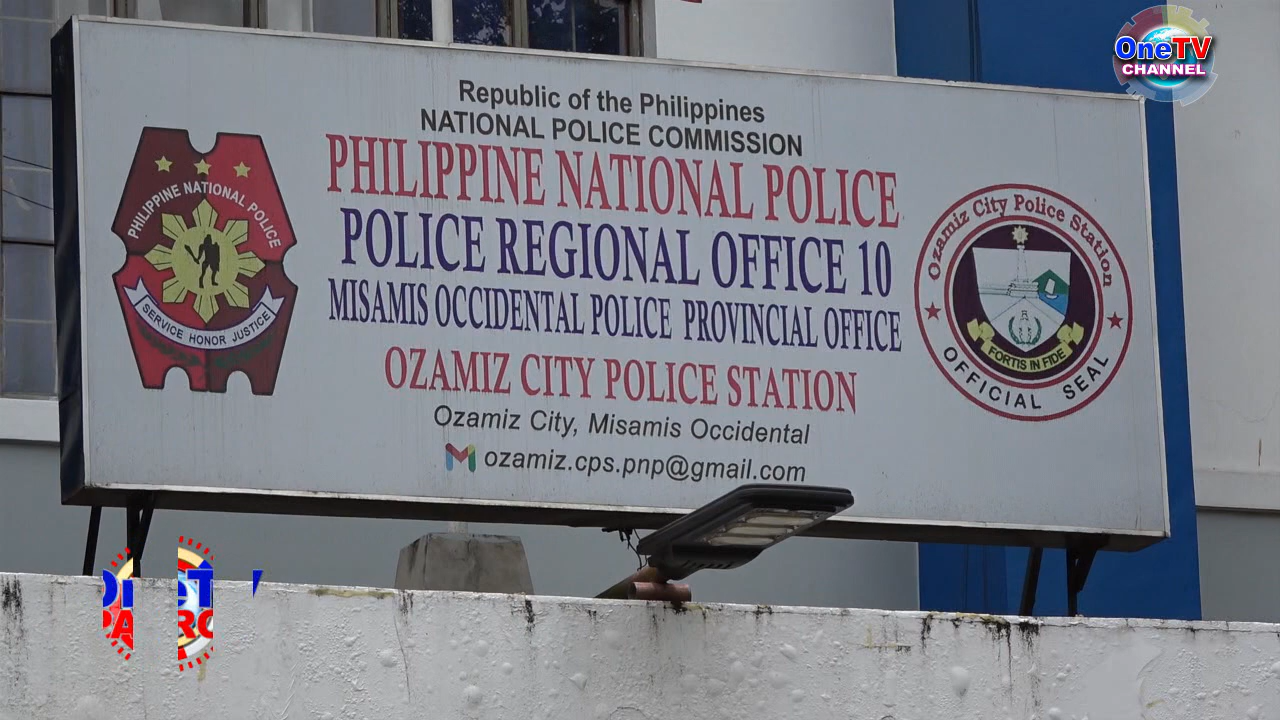 OneTV
CHANNEL
Republic of the Philippines
NATIONAL POLICE COMMISSION
PHILIPPINE NATIONAL POLICE
POLICE REGIONAL OFFICE 10
MISAMIS OCCIDENTAL POLICE PROVINCIAL OFFICE
OZAMIZ CITY POLICE STATION
Ozamiz City, Misamis Occidental
ozamiz.cps.pnp@gmail.com
PHILIPPINE NATIONAL POLICE
SERVICE HONOR JUSTICE
Ozamiz City Police Station
FORTIS IN FIDE
OFFICIAL SEAL